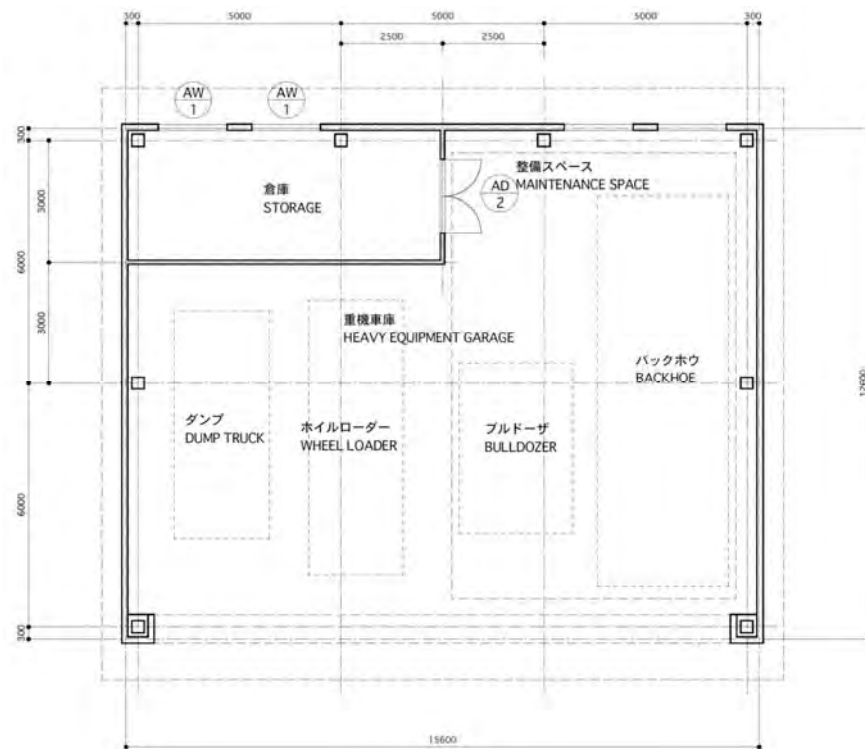 300
5000
5000
5000
300
2500
2500
AW
1
AW
1
倉庫
STORAGE
AD
2
整備スペース
MAINTENANCE SPACE
300
3000
6000
3000
重機車庫
HEAVY EQUIPMENT GARAGE
バックホウ
BACKHOE
ダンプ
DUMP TRUCK
ホイルローダー
WHEEL LOADER
ブルドーザ
BULLDOZER
12600
6000
300
15600